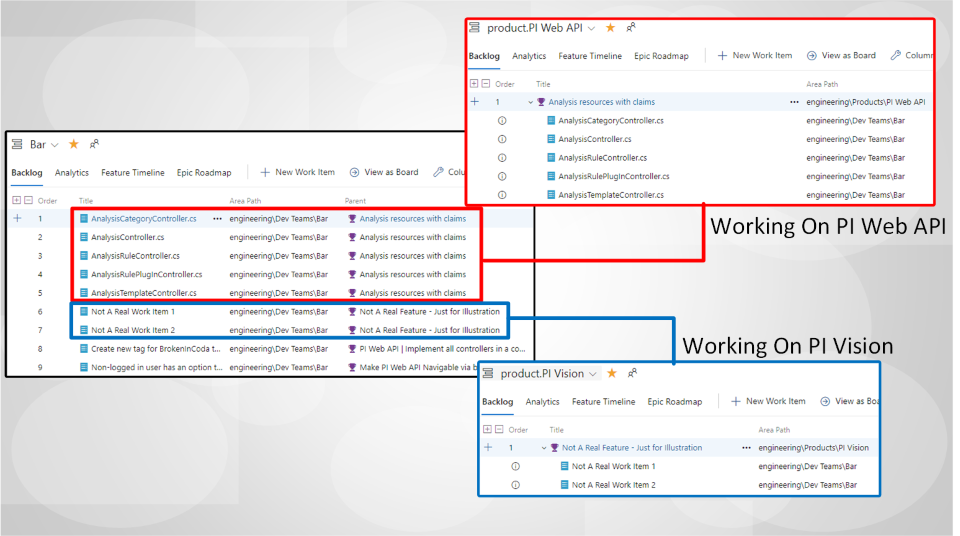 product.PI Web API
Backlog Analytics Feature Timeline Epic Roadmap New Work Item View as Board Column
Order Title Area Path
1 Analysis resources with claims ... engineering\Products\PI Web API
AnalysisCategoryController.cs engineering\Dev Teams\Bar
AnalysisController.cs engineering\Dev Teams\Bar
AnalysisRuleController.cs engineering\Dev Teams\Bar
AnalysisRulePlugInController.cs engineering\Dev Teams\Bar
AnalysisTemplateController.cs engineering\Dev Teams\Bar
Working On PI Web API
Bar
Backlog Analytics Feature Timeline Epic Roadmap New Work Item View as Board Colu
Order Title Area Path Parent
1 AnalysisCategoryController.cs ... engineering\Dev Teams\Bar Analysis resources with claims
2 AnalysisController.cs engineering\Dev Teams\Bar Analysis resources with claims
3 AnalysisRuleController.cs engineering\Dev Teams\Bar Analysis resources with claims
4 AnalysisRulePlugInController.cs engineering\Dev Teams\Bar Analysis resources with claims
5 AnalysisTemplateController.cs engineering\Dev Teams\Bar Analysis resources with claims
6 Not A Real Work Item 1 engineering\Dev Teams\Bar Not A Real Feature - Just for Illustration
7 Not A Real Work Item 2 engineering\Dev Teams\Bar Not A Real Feature - Just for Illustration
8 Create new tag for BrokenInCoda t... engineering\Dev Teams\Bar PI Web API | Implement all controllers in a co...
9 Non-logged in user has an option t... engineering\Dev Teams\Bar Make PI Web API Navigable via b
Working On PI Vision
product.PI Vision
Backlog Analytics Feature Timeline Epic Roadmap New Work Item View as Boa
Order Title Area Path
1 Not A Real Feature - Just for Illustration ... engineering\Products\PI Vision
Not A Real Work Item 1 engineering\Dev Teams\Bar
Not A Real Work Item 2 engineering\Dev Teams\Bar